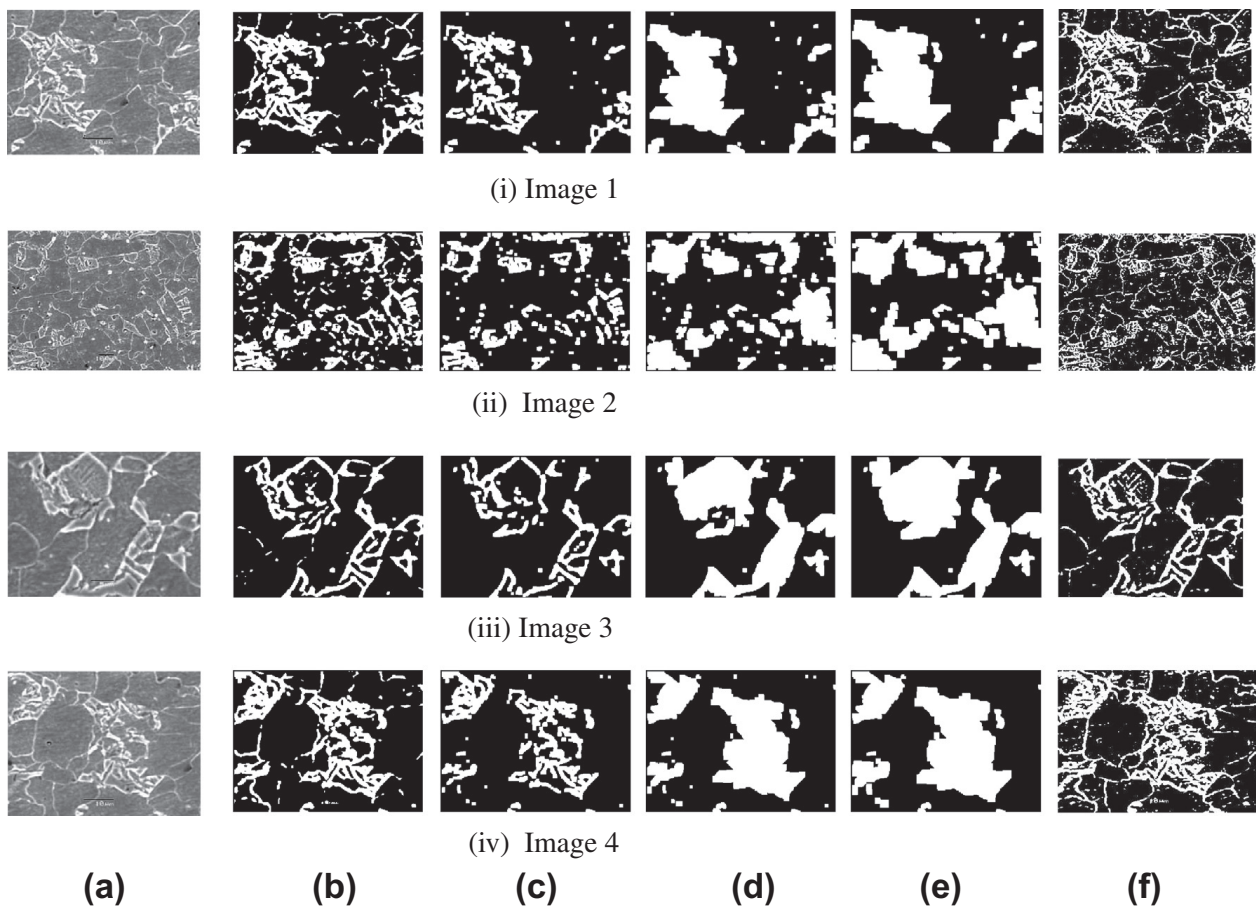 (i) Image 1
(ii) Image 2
(iii) Image 3
(iv) Image 4
(a) (b) (c) (d) (e) (f)